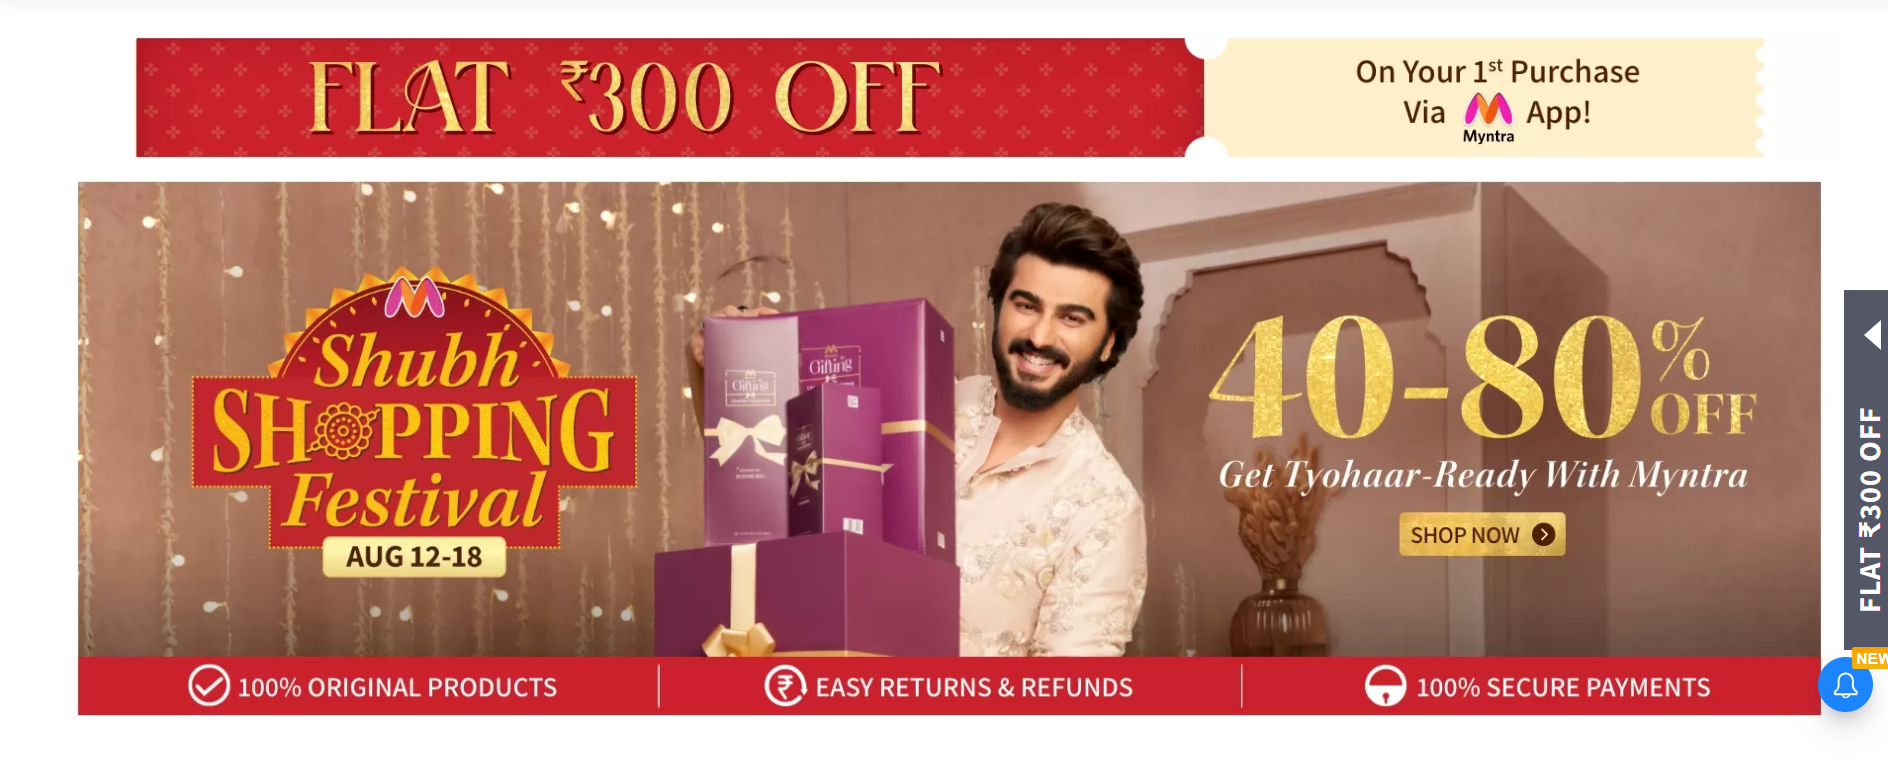 FLAT ₹300 OFF
On Your 1st Purchase
Via Myntra App!
Shubh
SHOPPING
Festival
AUG 12-18
Gifting
Gifting
40-80% OFF
Get Tyohaar-Ready With Myntra
SHOP NOW
FLAT ₹300 OFF
NEW
100% ORIGINAL PRODUCTS
EASY RETURNS & REFUNDS
100% SECURE PAYMENTS